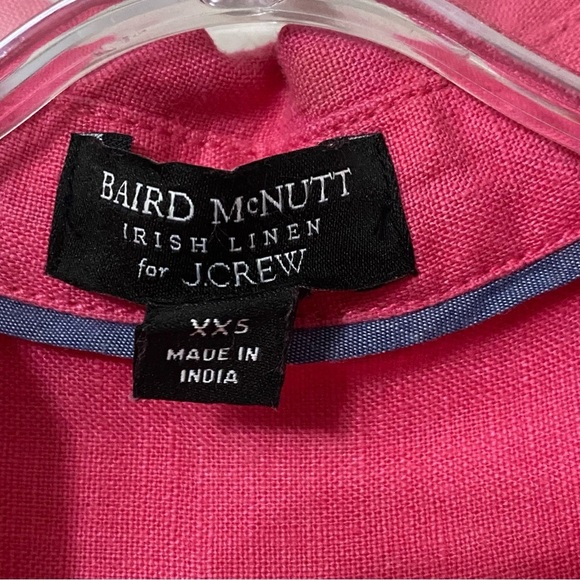 BAIRD McNUTT
IRISH LINEN
for J.CREW
XXS
MADE IN
INDIA